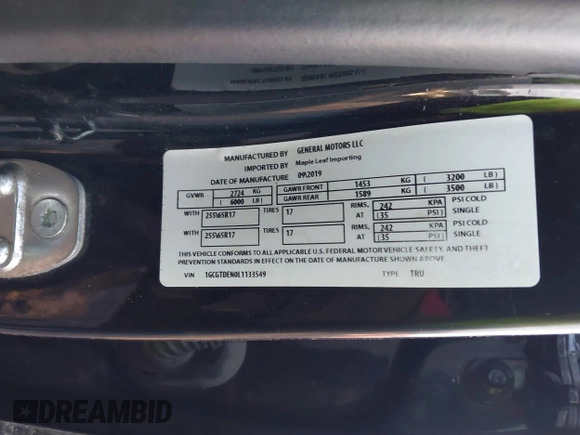 MANUFACTURED BY GENERAL MOTORS LLC
IMPORTED BY Maple Leaf Importing
DATE OF MANUFACTURE 09\2019
GVWR 2724 KG GAWR FRONT 1453 KG ( 3200 LB )
( 6000 LB ) GAWR REAR 1589 KG ( 3500 LB )
WITH 255\65R17 TIRES 17 RIMS, 242 KPA PSI COLD
AT (35 PSI ) SINGLE
WITH 255\65R17 TIRES 17 RIMS, 242 KPA PSI COLD
AT (35 PSI ) SINGLE
THIS VEHICLE CONFORMS TO ALL APPLICABLE U.S. FEDERAL MOTOR VEHICLE SAFETY, AND THEFT
PREVENTION STANDARDS IN EFFECT ON THE DATE OF MANUFACTURE SHOWN ABOVE.
VIN 1GCGTDEN0L1133549 TYPE TRU
DREAMBID